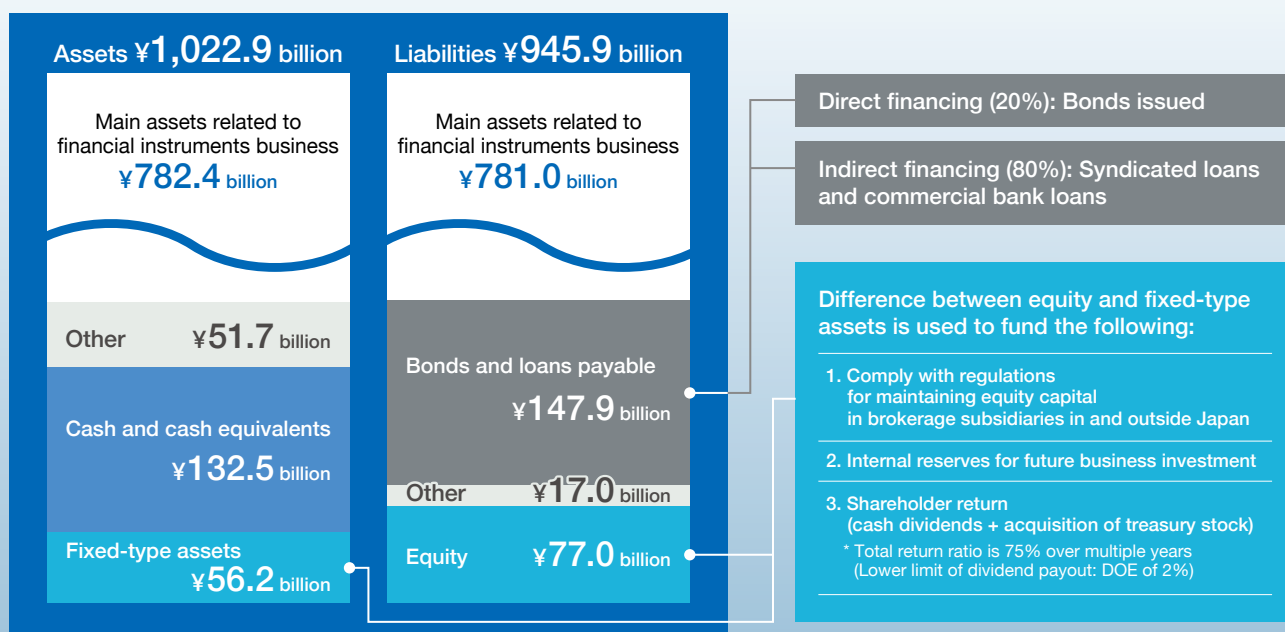 Assets ¥1,022.9 billion
Main assets related to
financial instruments business
¥782.4 billion
Other ¥51.7 billion
Cash and cash equivalents
¥132.5 billion
Fixed-type assets
¥56.2 billion
Liabilities ¥945.9 billion
Main assets related to
financial instruments business
¥781.0 billion
Bonds and loans payable
¥147.9 billion
Other ¥17.0 billion
Equity ¥77.0 billion
Direct financing (20%): Bonds issued
Indirect financing (80%): Syndicated loans
and commercial bank loans
Difference between equity and fixed-type
assets is used to fund the following:
1. Comply with regulations
for maintaining equity capital
in brokerage subsidiaries in and outside Japan
2. Internal reserves for future business investment
3. Shareholder return
(cash dividends + acquisition of treasury stock)
* Total return ratio is 75% over multiple years
(Lower limit of dividend payout: DOE of 2%)